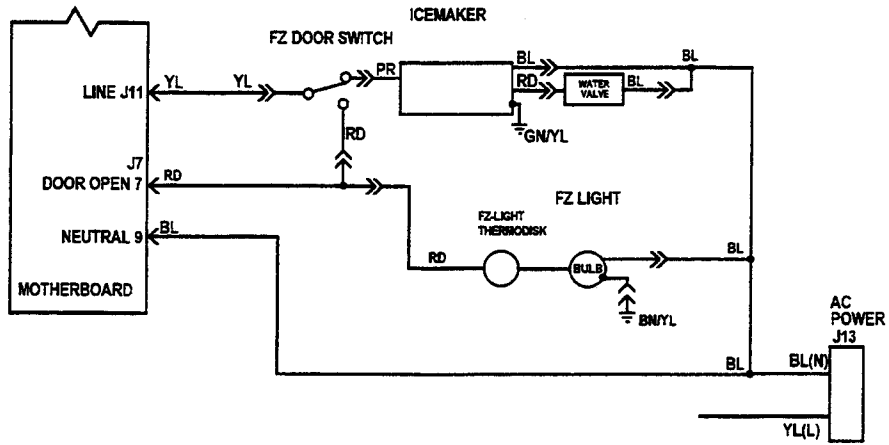 ICEMAKER
FZ DOOR SWITCH
BL
BL
LINE J11
YL
YL
PR
RD
WATER
VALVE
BL
GN/YL
RD
J7
DOOR OPEN 7
RD
NEUTRAL 9
BL
FZ LIGHT
FZ-LIGHT
THERMODISK
BL
RD
BULB
MOTHERBOARD
BN/YL
AC
POWER
J13
BL
BL(N)
YL(L)